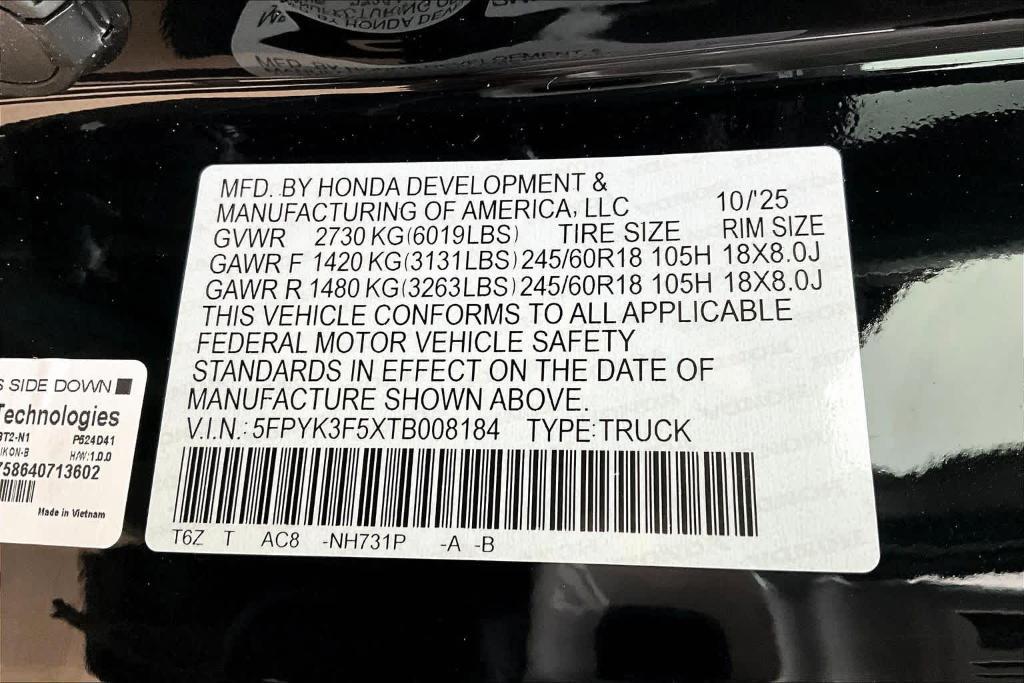 MFD. BY HONDA DEVELOPMENT &
MANUFACTURING OF AMERICA, LLC 10/'25
GVWR 2730 KG(6019LBS) TIRE SIZE RIM SIZE
GAWR F 1420 KG(3131LBS) 245/60R18 105H 18X8.0J
GAWR R 1480 KG(3263LBS) 245/60R18 105H 18X8.0J
THIS VEHICLE CONFORMS TO ALL APPLICABLE
FEDERAL MOTOR VEHICLE SAFETY
STANDARDS IN EFFECT ON THE DATE OF
MANUFACTURE SHOWN ABOVE.
V.I.N.: 5FPYK3F5XTB008184 TYPE: TRUCK
T6Z T AC8 -NH731P -A -B
S SIDE DOWN
Technologies
P624D41
IKON-B HW:1.0.0
758640713602
Made in Vietnam